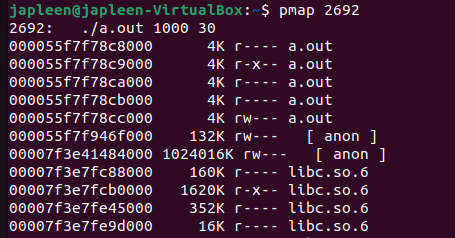 japleen@japleen-VirtualBox:~$ pmap 2692
2692:   ./a.out 1000 30
000055f7f78c8000      4K r---- a.out
000055f7f78c9000      4K r-x-- a.out
000055f7f78ca000      4K r---- a.out
000055f7f78cb000      4K r---- a.out
000055f7f78cc000      4K rw--- a.out
000055f7f946f000    132K rw---   [ anon ]
00007f3e41484000 1024016K rw---   [ anon ]
00007f3e7fc88000    160K r---- libc.so.6
00007f3e7fcb0000   1620K r-x-- libc.so.6
00007f3e7fe45000    352K r---- libc.so.6
00007f3e7fe9d000     16K r---- libc.so.6